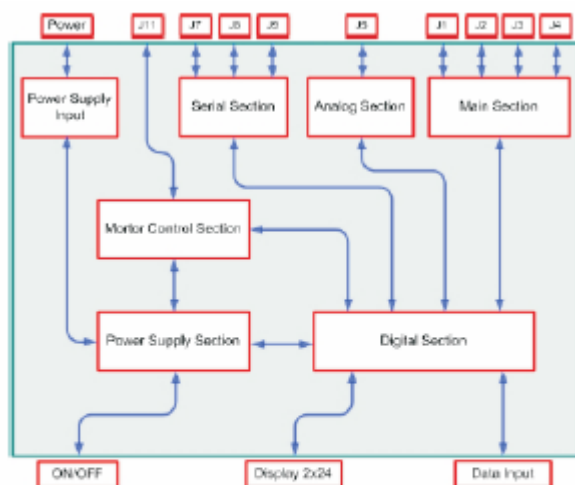 Power
J11
J7
J8
J9
J5
J1
J2
J3
J4
Power Supply
Input
Serial Section
Analog Section
Main Section
Mortor Control Section
Power Supply Section
Digital Section
ON/OFF
Display 2x24
Data Input